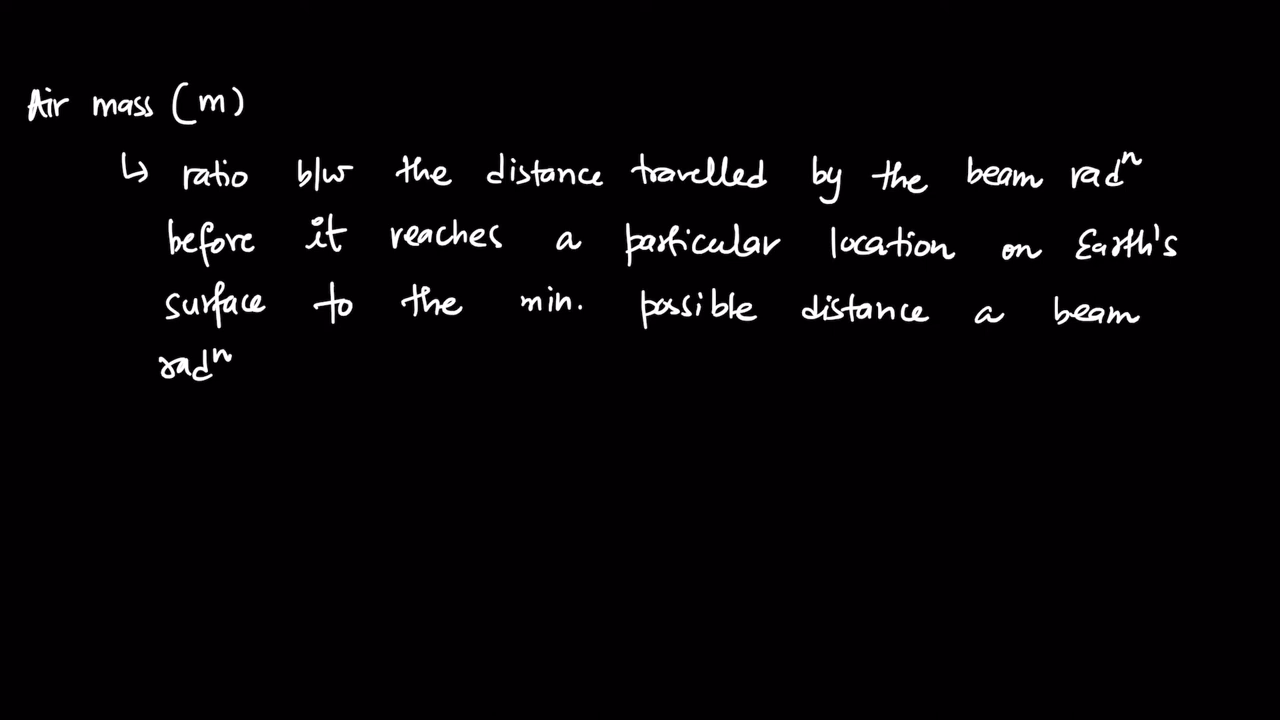 Air mass (m)
↳ ratio b/w the distance travelled by the beam radⁿ
before it reaches a particular location on Earth's
surface to the min. possible distance a beam
radⁿ